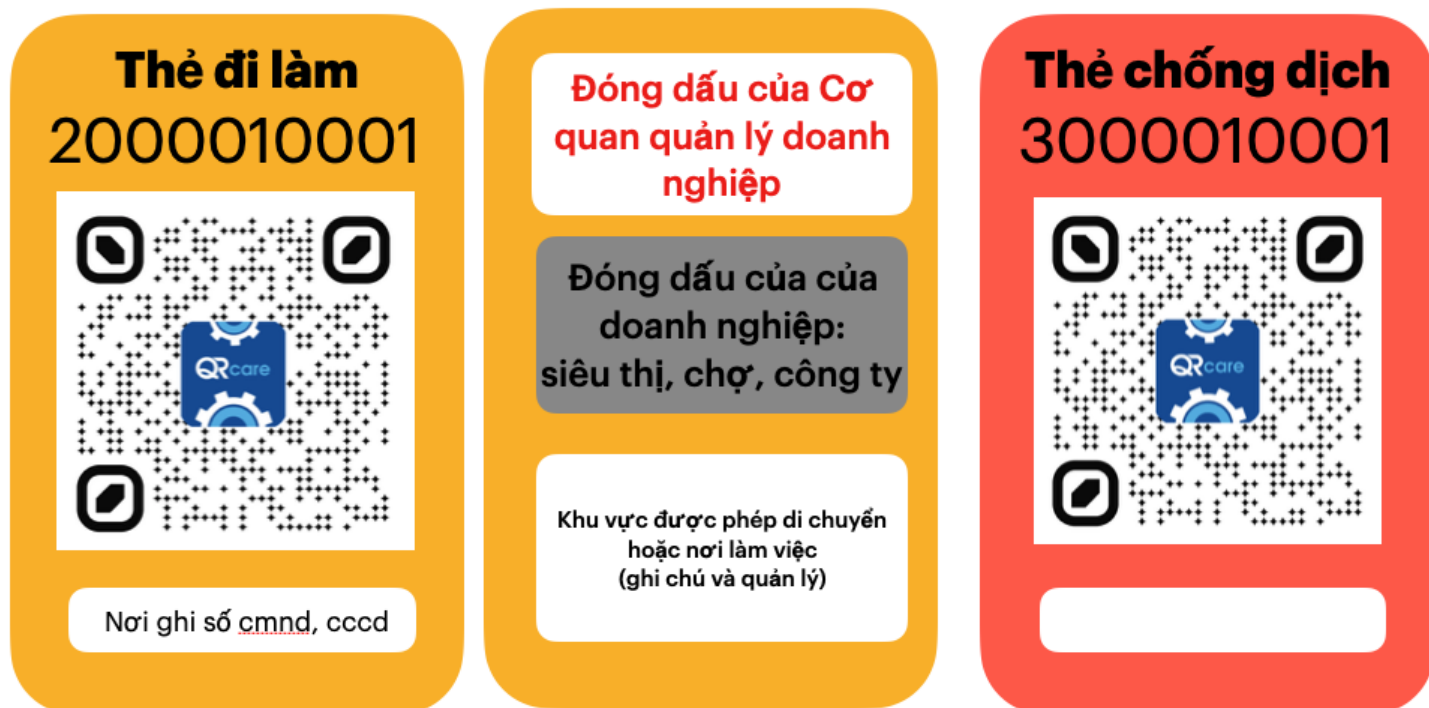 Thẻ đi làm
2000010001
QRcare
Nơi ghi số cmnd, cccd
Đóng dấu của Cơ
quan quản lý doanh
nghiệp
Đóng dấu của của
doanh nghiệp:
siêu thị, chợ, công ty
Khu vực được phép di chuyển
hoặc nơi làm việc
(ghi chú và quản lý)
Thẻ chống dịch
3000010001
QRcare